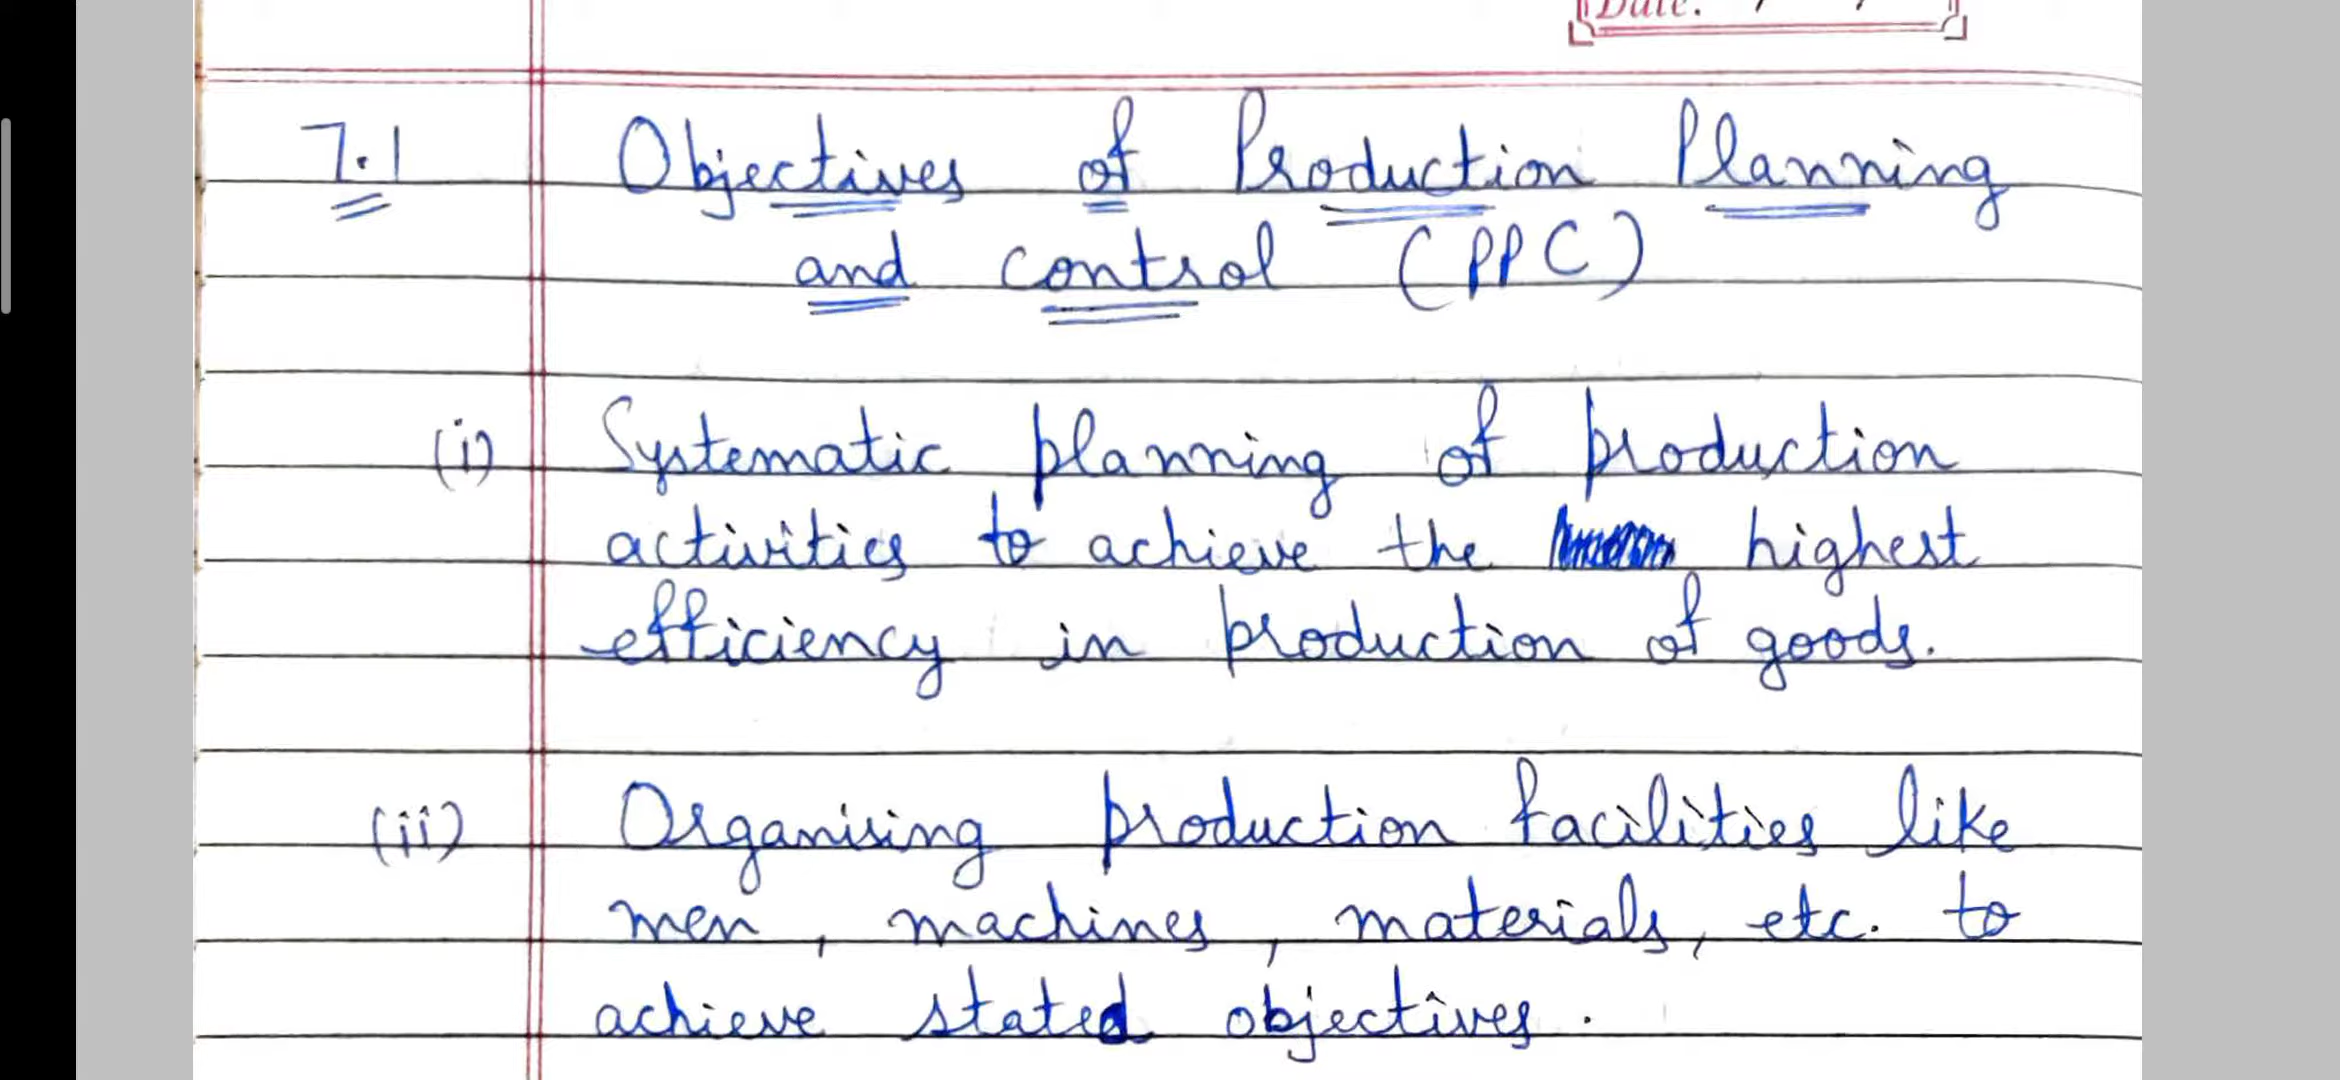 Date: / /
7.1 Objectives of Production Planning
and control (PPC)
(i) Systematic planning of production
activities to achieve the highest
efficiency in production of goods.
(ii) Organising production facilities like
men, machines, materials, etc. to
achieve stated objectives.